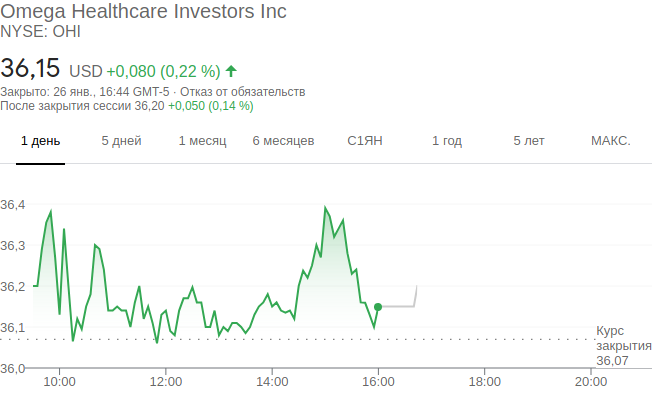 Omega Healthcare Investors Inc
NYSE: OHI
36,15 USD +0,080 (0,22 %)
Закрыто: 26 янв., 16:44 GMT-5 · Отказ от обязательств
После закрытия сессии 36,20 +0,050 (0,14 %)
1 день 5 дней 1 месяц 6 месяцев С1ЯН 1 год 5 лет МАКС.
36,4
36,3
36,2
36,1
Курс
закрытия
36,07
36,0
10:00 12:00 14:00 16:00 18:00 20:00